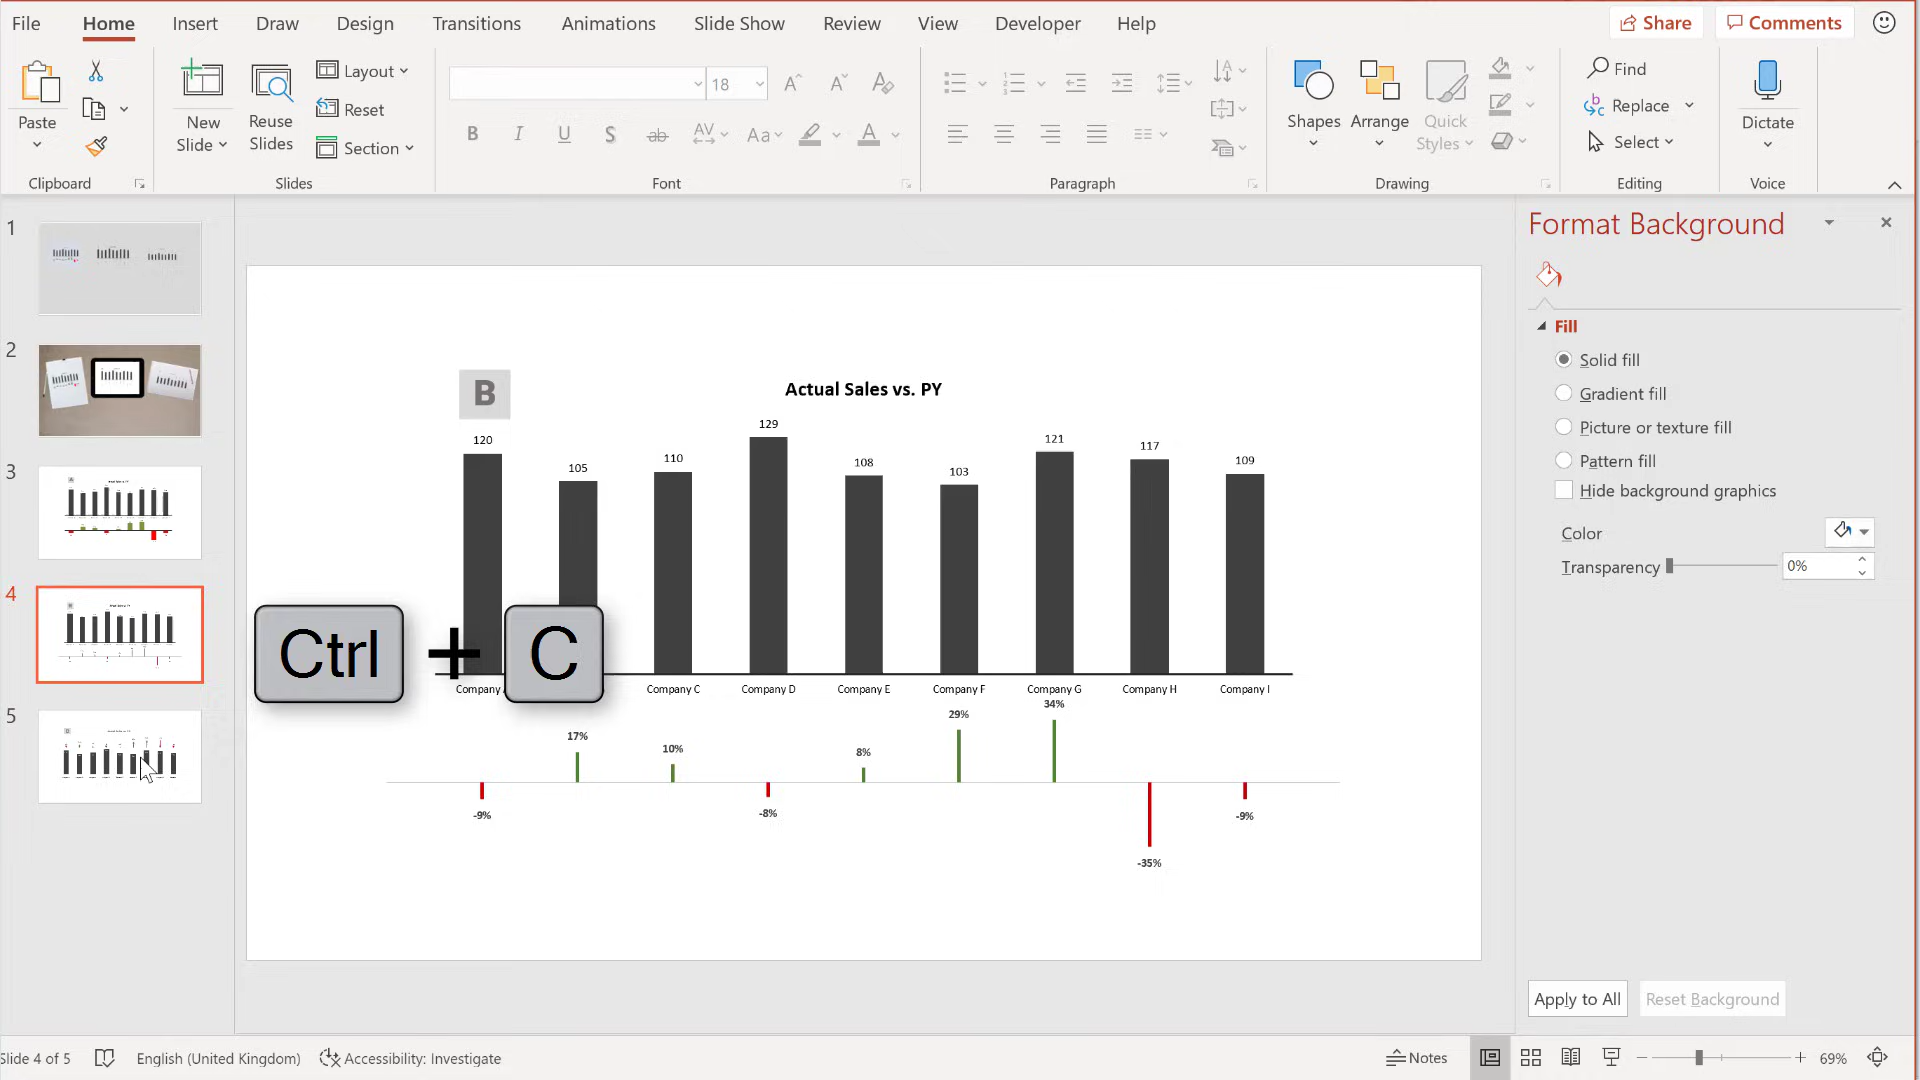 File Home Insert Draw Design Transitions Animations Slide Show Review View Developer Help Share Comments
Paste
Clipboard
New Slide
Reuse Slides
Layout
Reset
Section
Slides
18
B I U S ab AV Aa A
Font
Paragraph
Shapes Arrange Quick Styles
Drawing
Find
Replace
Select
Editing
Dictate
Voice
1
2
3
4
5
B
Actual Sales vs. PY
120 105 110 129 108 103 121 117 109
Company Company C Company D Company E Company F Company G Company H Company I
Ctrl + C
-9% 17% 10% -8% 8% 29% 34% -35% -9%
Format Background
Fill
Solid fill
Gradient fill
Picture or texture fill
Pattern fill
Hide background graphics
Color
Transparency 0%
Apply to All Reset Background
Slide 4 of 5 English (United Kingdom) Accessibility: Investigate Notes 69%